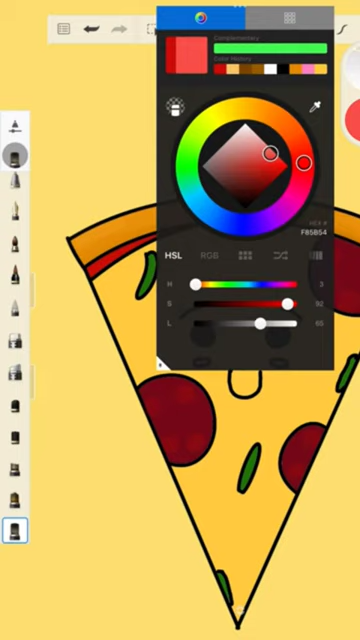 Complementary
Color History
HEX #
F85B54
HSL RGB
H 3
S 92
L 65